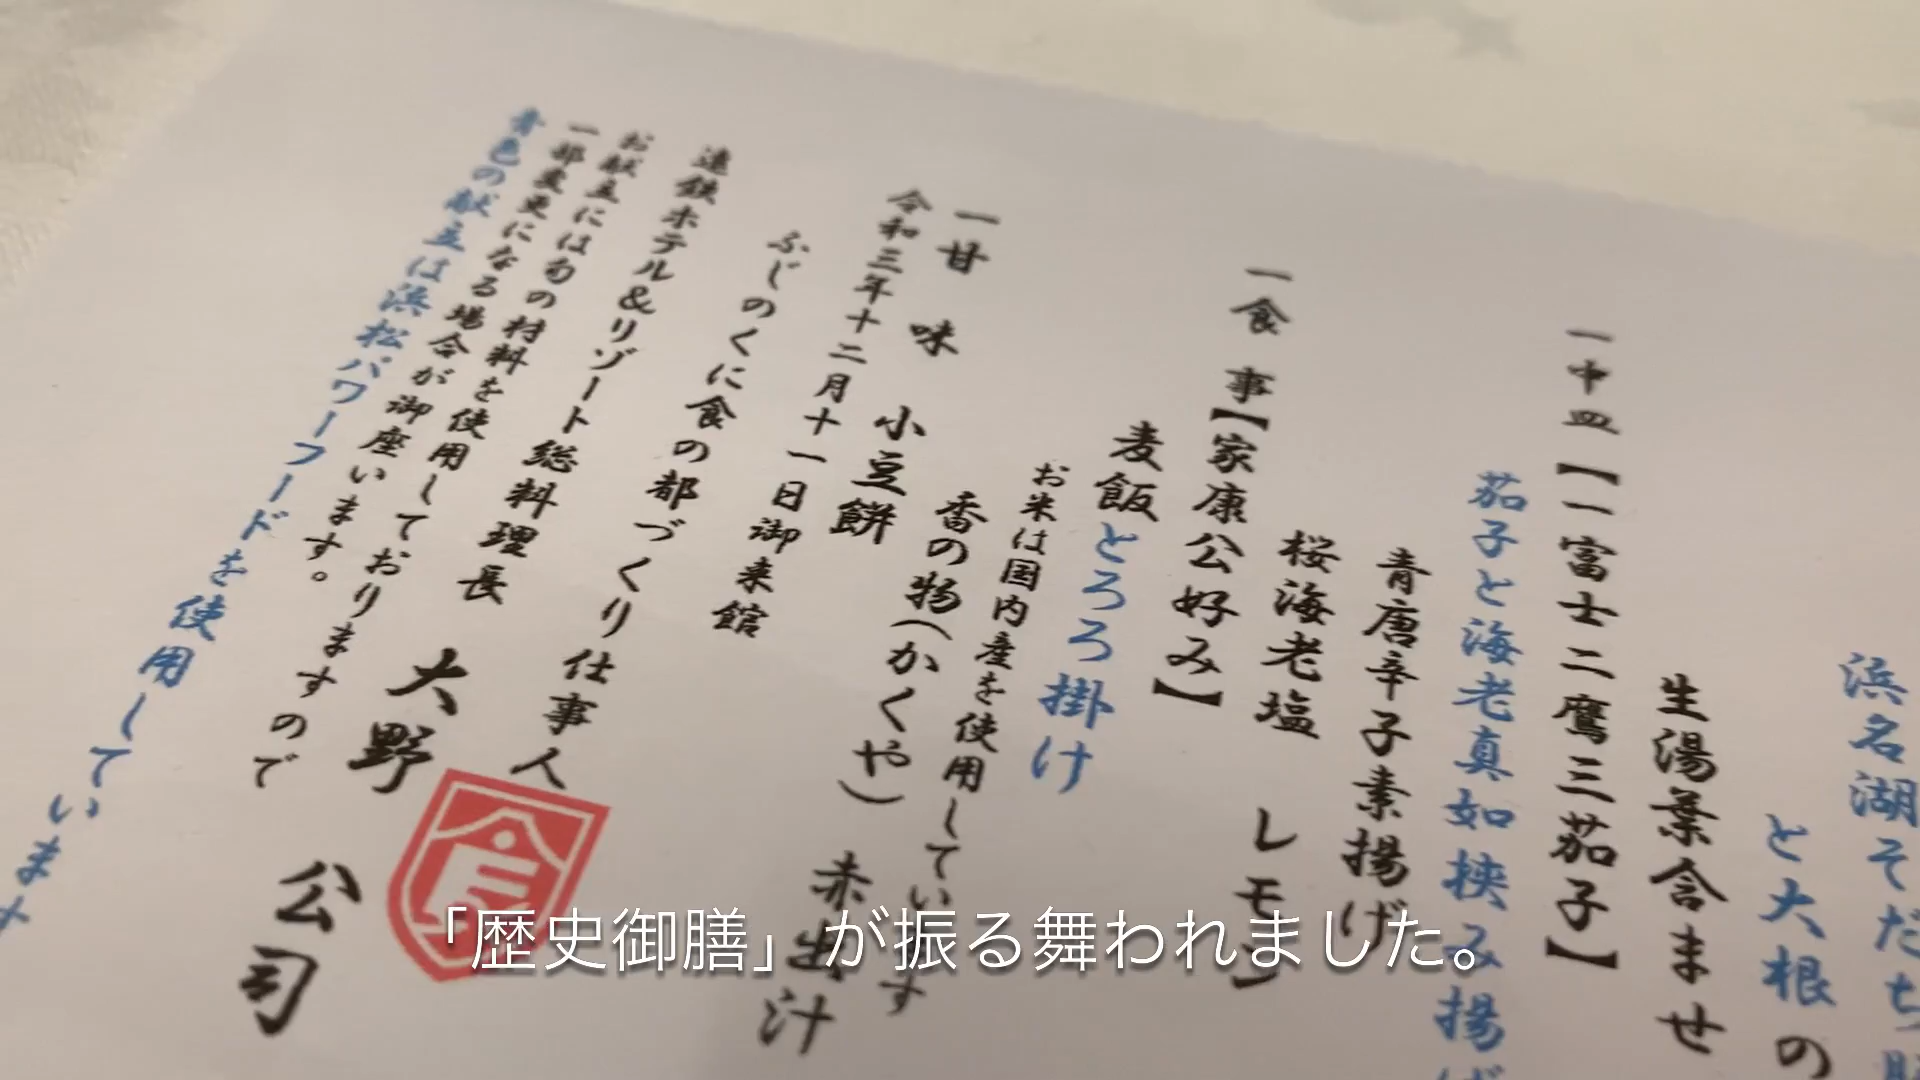 浜名湖そだち豚
と大根の
生湯葉含ませ
一中皿【一富士二鷹三茄子】
茄子と海老真如挟み揚げ
青唐辛子素揚げ
桜海老塩 レモン
一食 事【家康公好み】
麦飯とろろ掛け
お米は国内産を使用しています
香の物(かくや) 赤出汁
一甘 味 小豆餅
令和三年十二月十一日御来館
ふじのくに食の都づくり仕事人
遠鉄ホテル&リゾート総料理長 大野 公司
お献立には旬の材料を使用しておりますので
一部変更になる場合が御座います。
青色の献立は浜松パワーフードを使用しています
「歴史御膳」が振る舞われました。